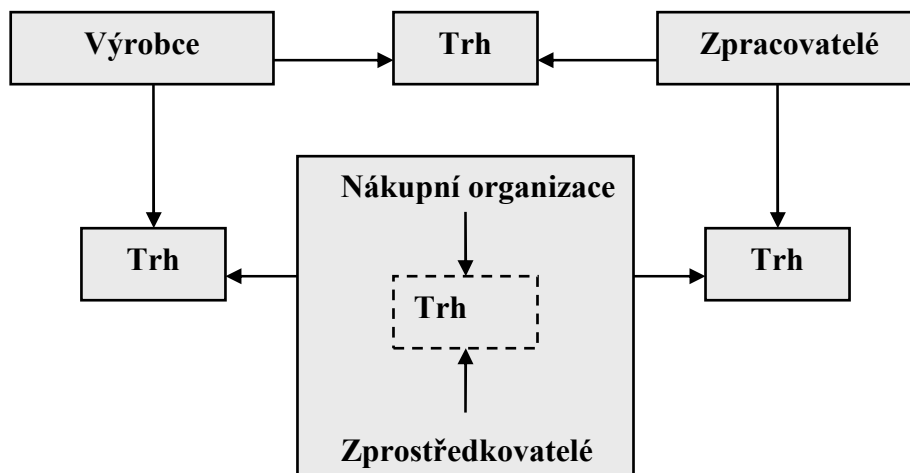 Výrobce
Trh
Zpracovatelé
Nákupní organizace
Trh
Trh
Trh
Zprostředkovatelé